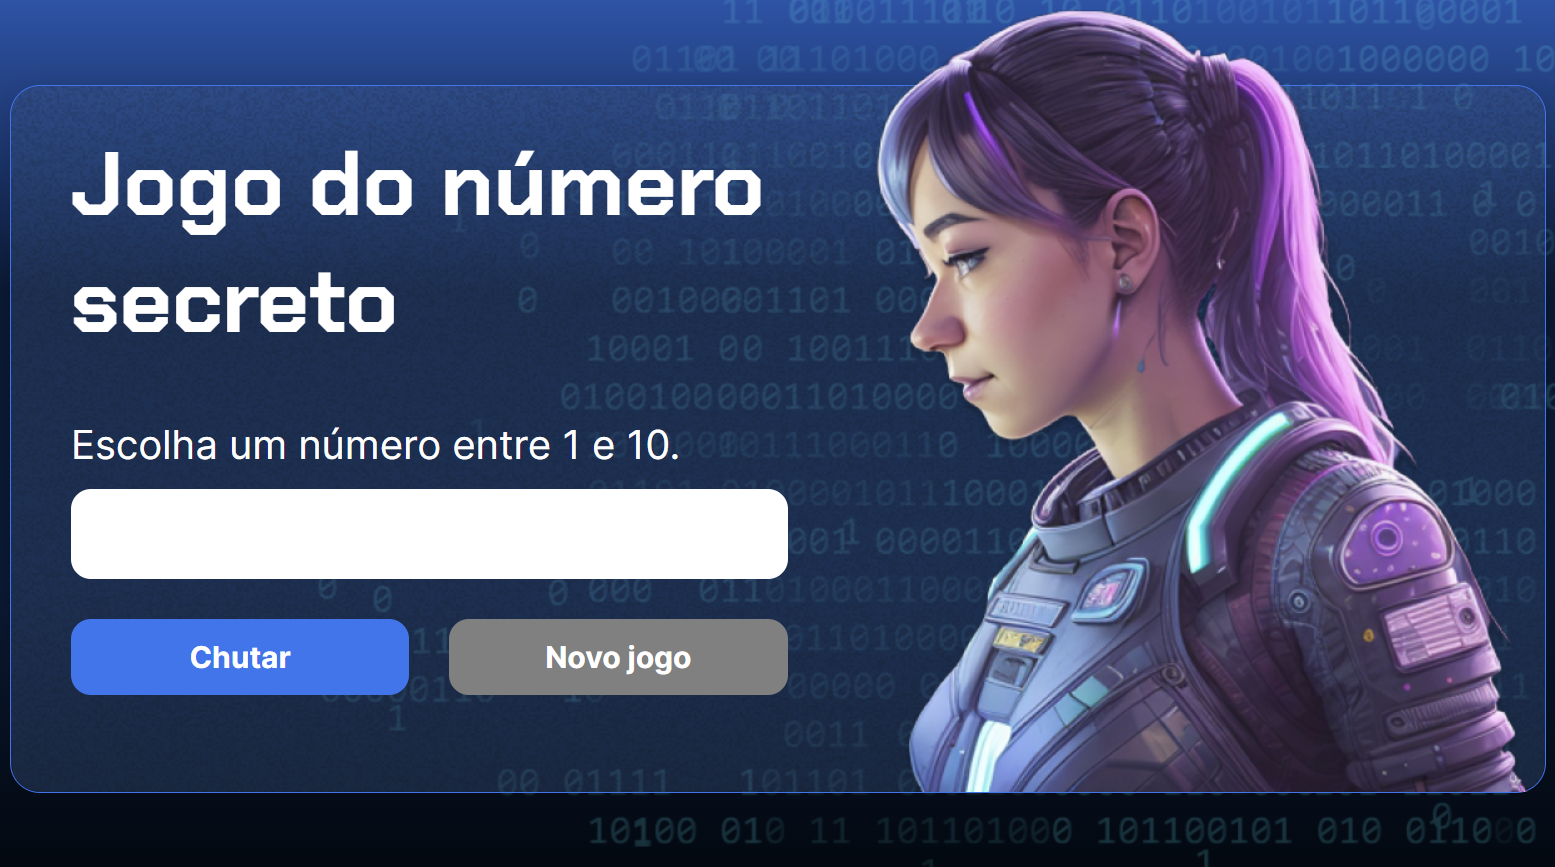 Jogo do número
secreto
Escolha um número entre 1 e 10.
Chutar
Novo jogo